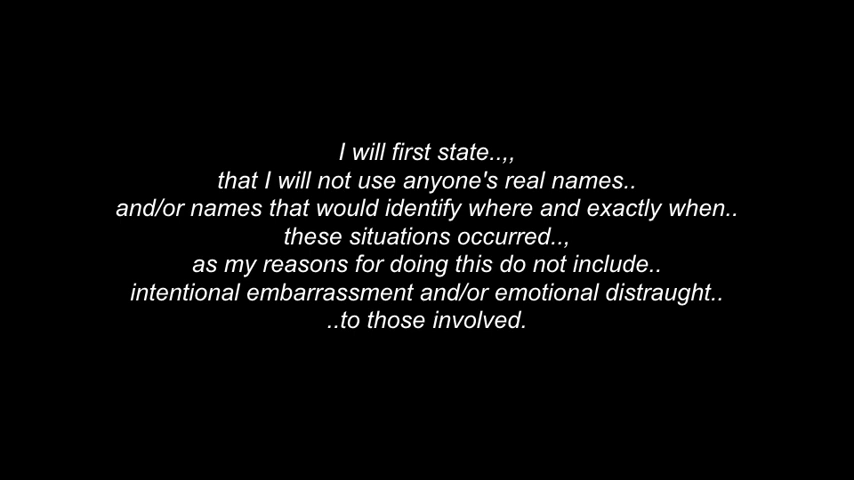 I will first state..,,
that I will not use anyone's real names..
and/or names that would identify where and exactly when..
these situations occurred..,
as my reasons for doing this do not include..
intentional embarrassment and/or emotional distraught..
..to those involved.